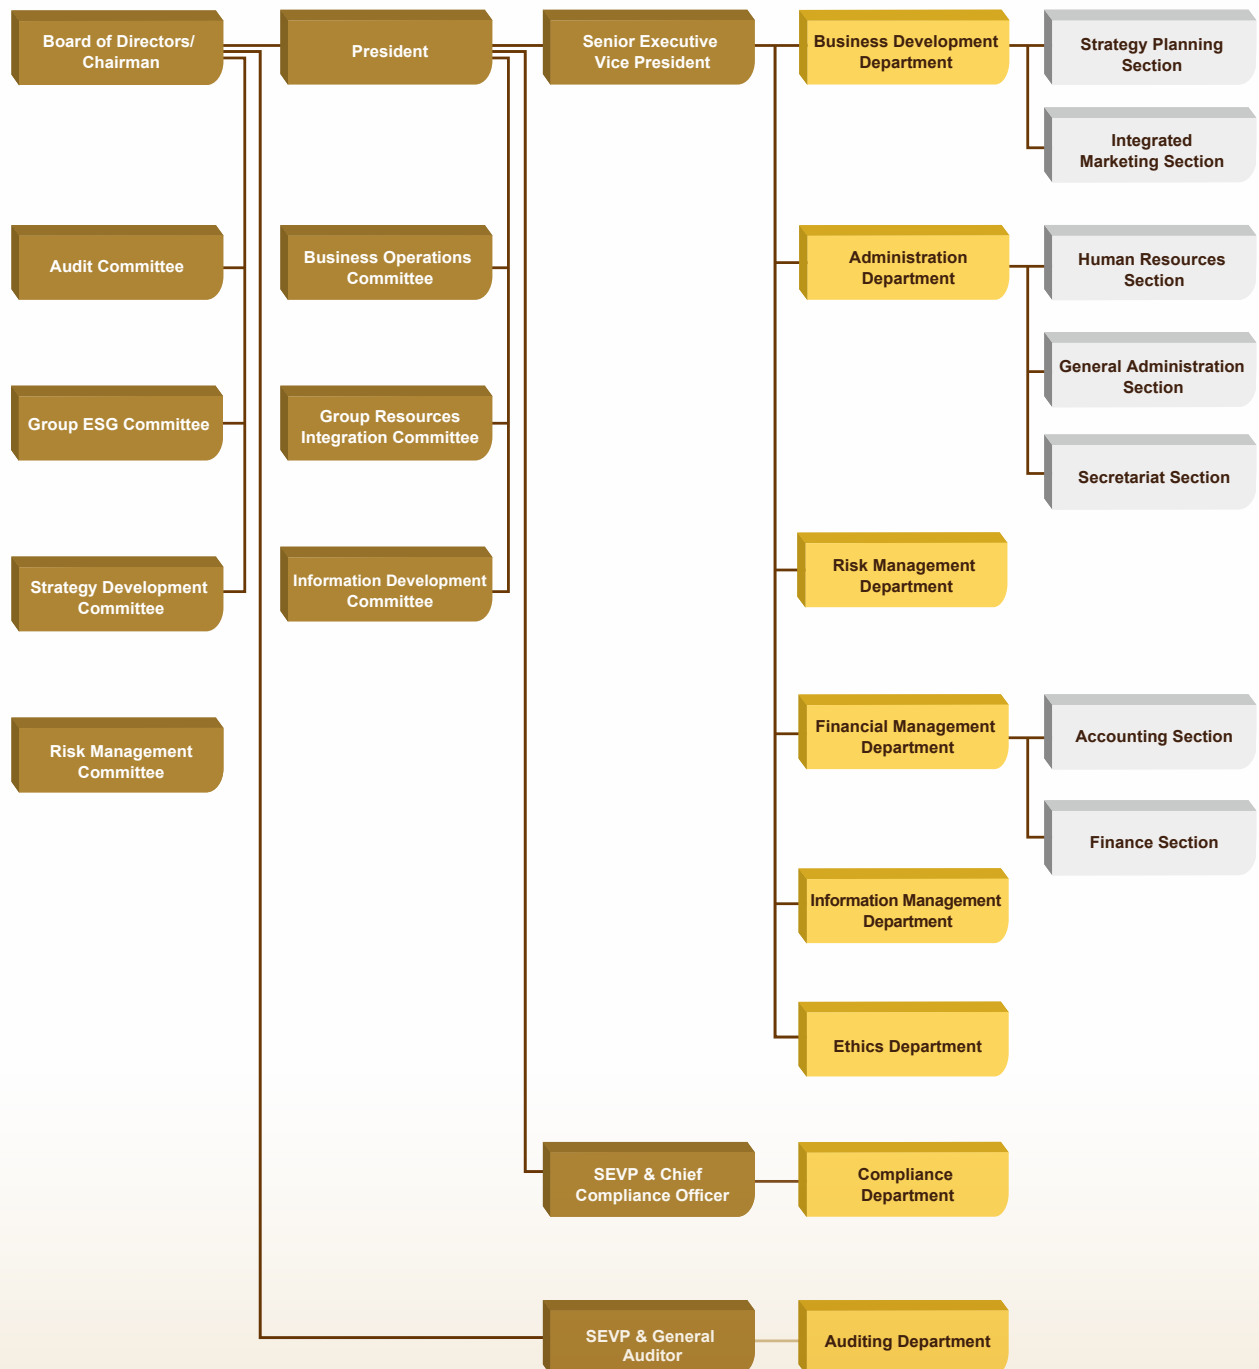 Board of Directors/
Chairman
President
Senior Executive
Vice President
Business Development
Department
Strategy Planning
Section
Integrated
Marketing Section
Audit Committee
Business Operations
Committee
Administration
Department
Human Resources
Section
General Administration
Section
Group ESG Committee
Group Resources
Integration Committee
Secretariat Section
Strategy Development
Committee
Information Development
Committee
Risk Management
Department
Risk Management
Committee
Financial Management
Department
Accounting Section
Finance Section
Information Management
Department
Ethics Department
SEVP & Chief
Compliance Officer
Compliance
Department
SEVP & General
Auditor
Auditing Department